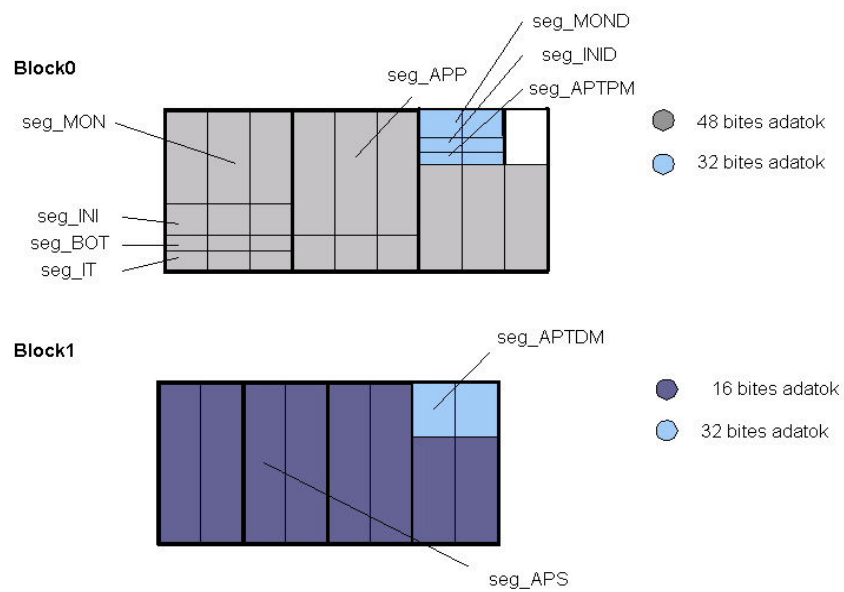 seg_MOND
seg_INID
Block0
seg_APP
seg_APTPM
seg_MON
48 bites adatok
32 bites adatok
seg_INI
seg_BOT
seg_IT
Block1
seg_APTDM
16 bites adatok
32 bites adatok
seg_APS